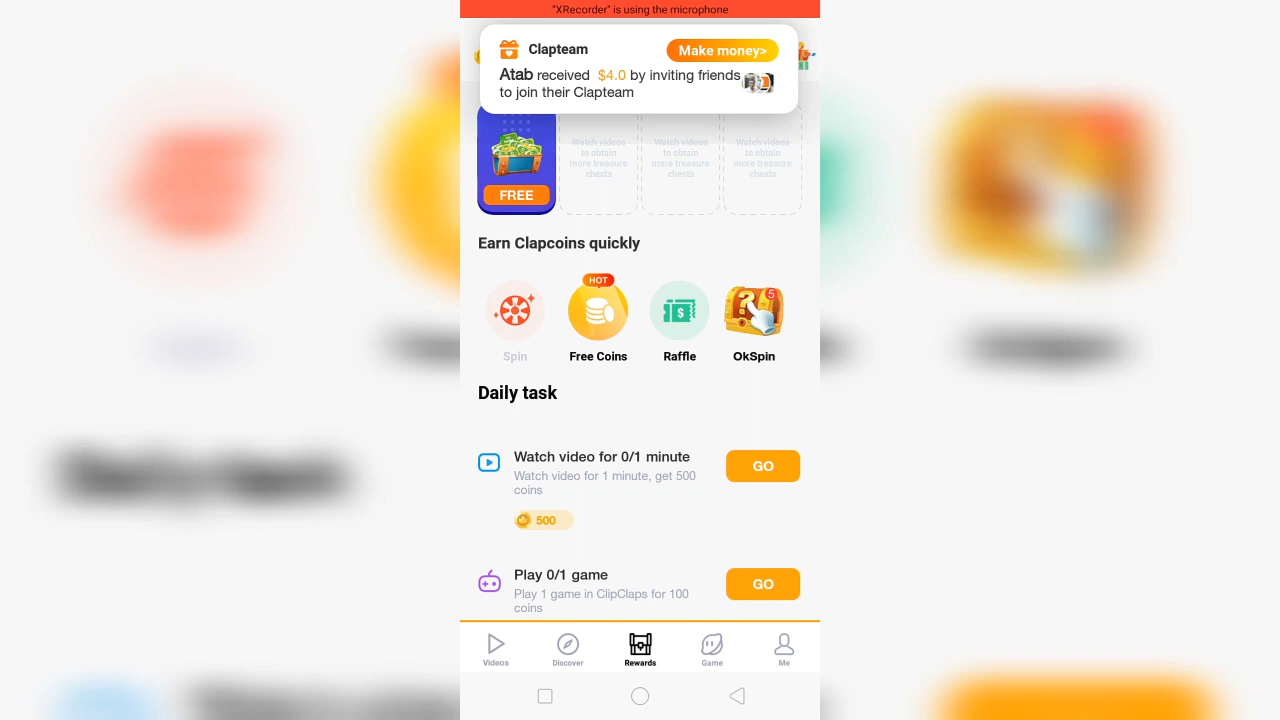 "XRecorder" is using the microphone
Clapteam
Make money>
Atab received $4.0 by inviting friends
to join their Clapteam
FREE
Watch videos
to obtain
more treasure
chests
Watch videos
to obtain
more treasure
chests
Watch videos
to obtain
more treasure
chests
Earn Clapcoins quickly
HOT
5
Spin
Free Coins
Raffle
OkSpin
Daily task
Watch video for 0/1 minute
Watch video for 1 minute, get 500
coins
GO
500
Play 0/1 game
Play 1 game in ClipClaps for 100
coins
GO
Videos
Discover
Rewards
Game
Me